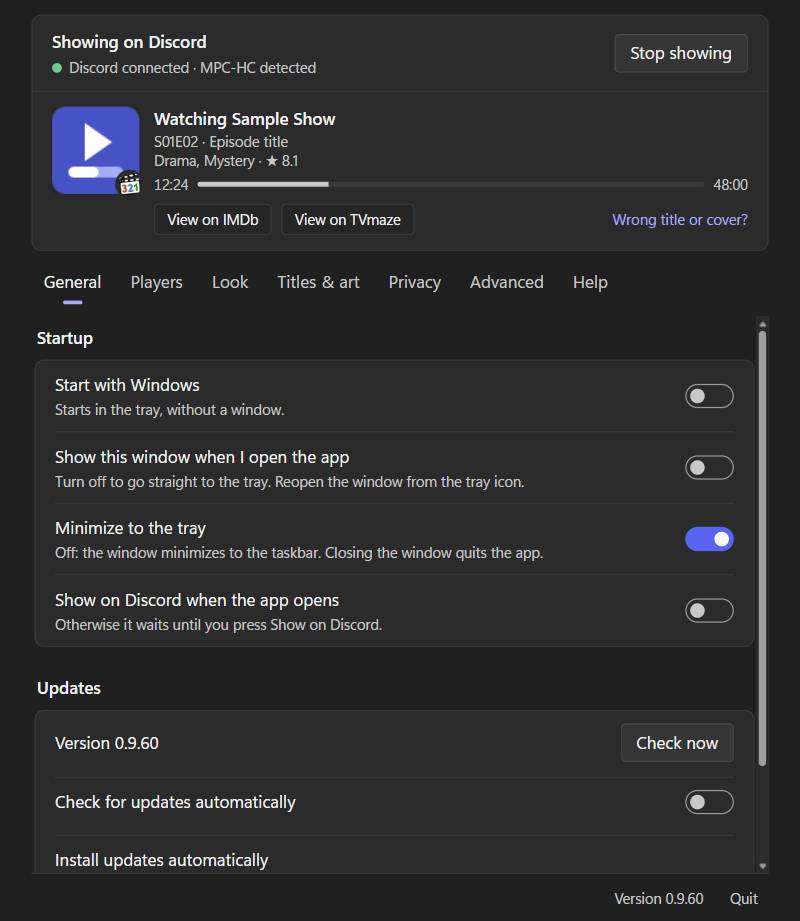 Showing on Discord
Discord connected · MPC-HC detected
Stop showing
Watching Sample Show
S01E02 · Episode title
Drama, Mystery · ★ 8.1
321
12:24
48:00
View on IMDb
View on TVmaze
Wrong title or cover?
General
Players
Look
Titles & art
Privacy
Advanced
Help
Startup
Start with Windows
Starts in the tray, without a window.
Show this window when I open the app
Turn off to go straight to the tray. Reopen the window from the tray icon.
Minimize to the tray
Off: the window minimizes to the taskbar. Closing the window quits the app.
Show on Discord when the app opens
Otherwise it waits until you press Show on Discord.
Updates
Version 0.9.60
Check now
Check for updates automatically
Install updates automatically
Version 0.9.60
Quit